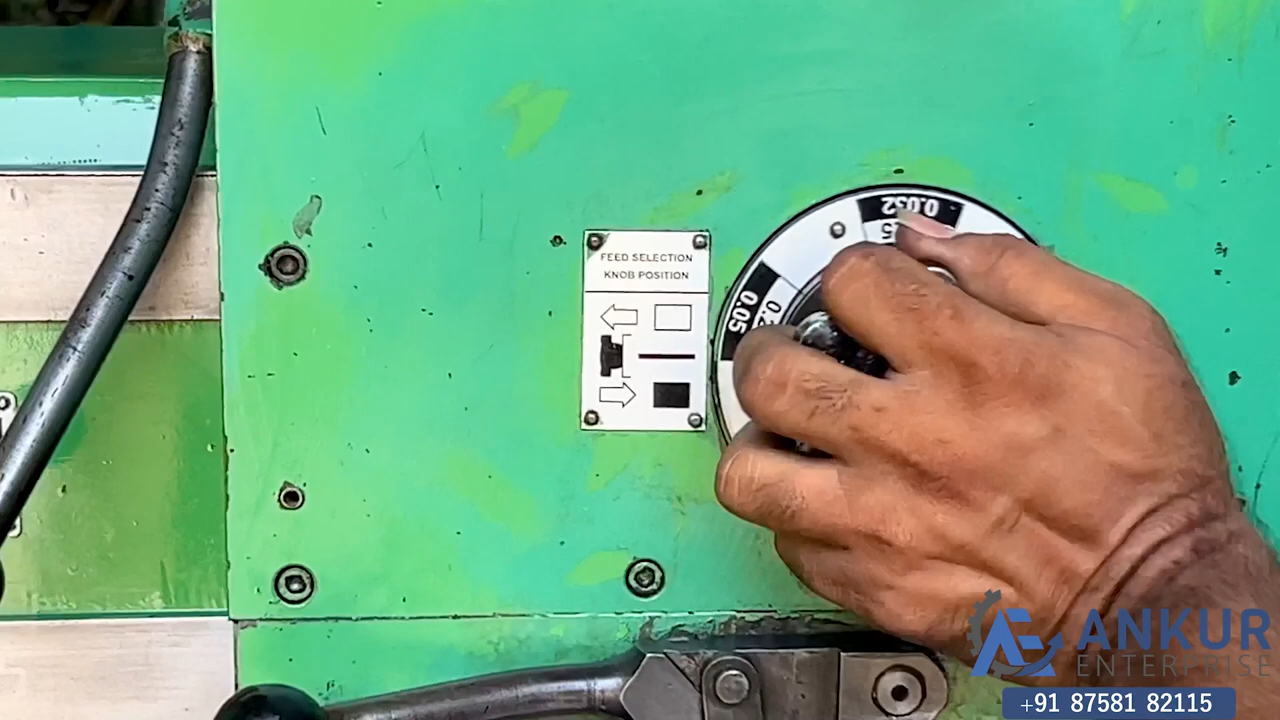 FEED SELECTION
KNOB POSITION
0.032
0.05
ANKUR
ENTERPRISE
+91 87581 82115